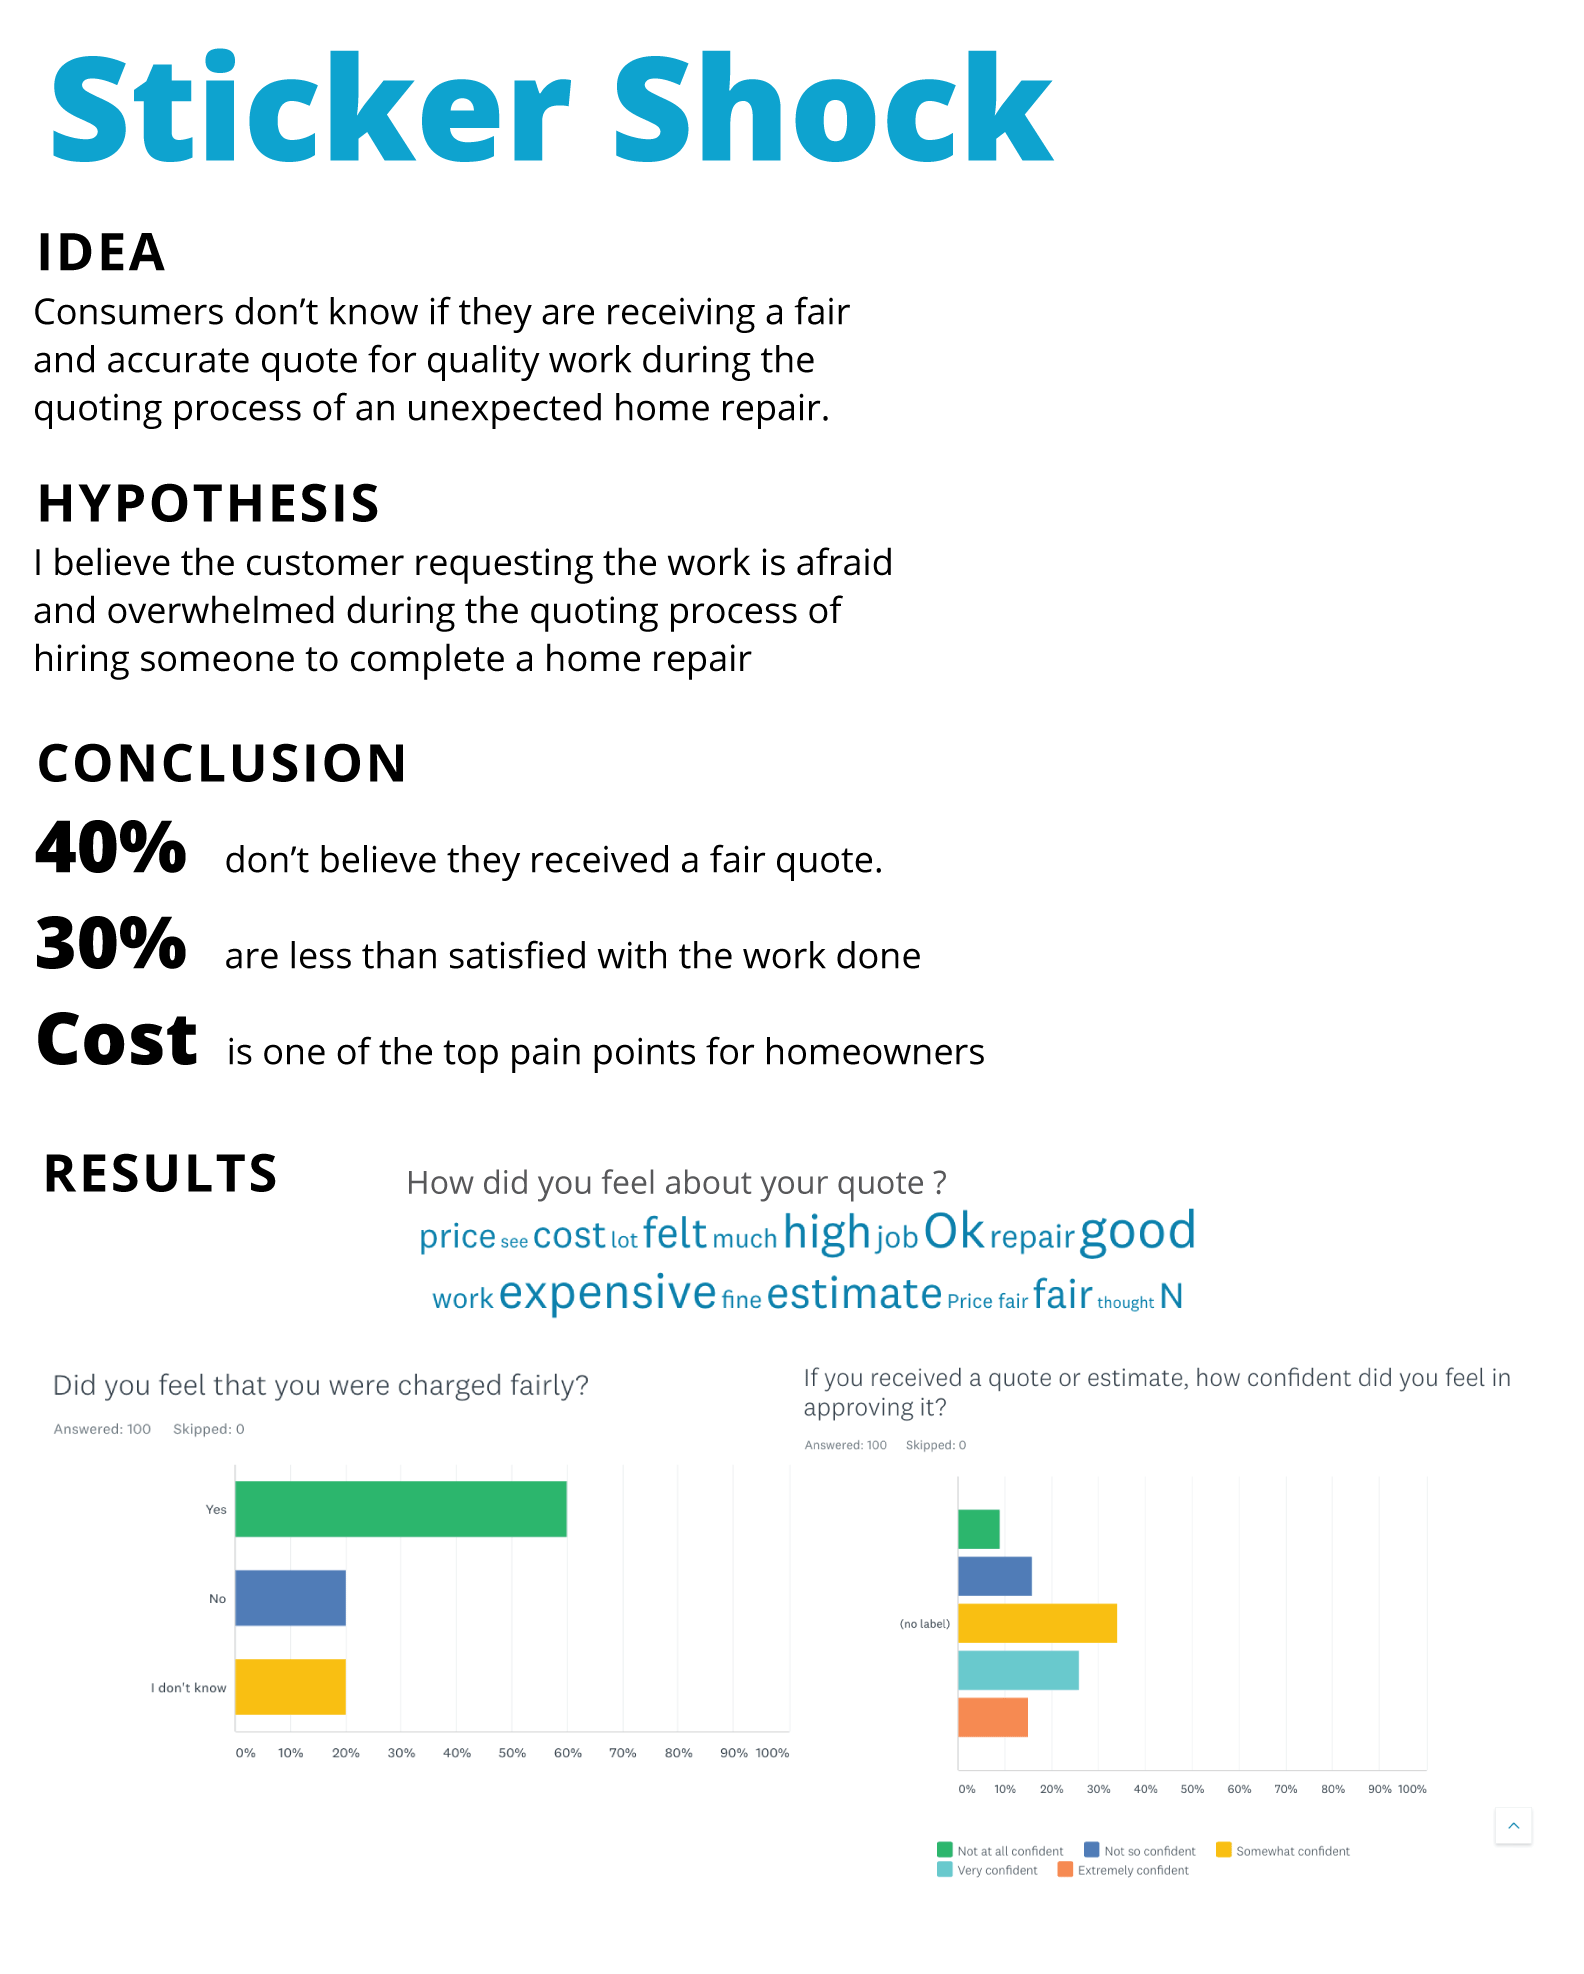 Sticker Shock
IDEA
Consumers don’t know if they are receiving a fair
and accurate quote for quality work during the
quoting process of an unexpected home repair.
HYPOTHESIS
I believe the customer requesting the work is afraid
and overwhelmed during the quoting process of
hiring someone to complete a home repair
CONCLUSION
40% don’t believe they received a fair quote.
30% are less than satisfied with the work done
Cost is one of the top pain points for homeowners
RESULTS
How did you feel about your quote ?
price see cost lot felt much high job Ok repair good
work expensive fine estimate Price fair fair thought N
Did you feel that you were charged fairly?
Answered: 100 Skipped: 0
Yes
No
I don't know
0% 10% 20% 30% 40% 50% 60% 70% 80% 90% 100%
If you received a quote or estimate, how confident did you feel in
approving it?
Answered: 100 Skipped: 0
(no label)
0% 10% 20% 30% 40% 50% 60% 70% 80% 90% 100%
Not at all confident Not so confident Somewhat confident
Very confident Extremely confident